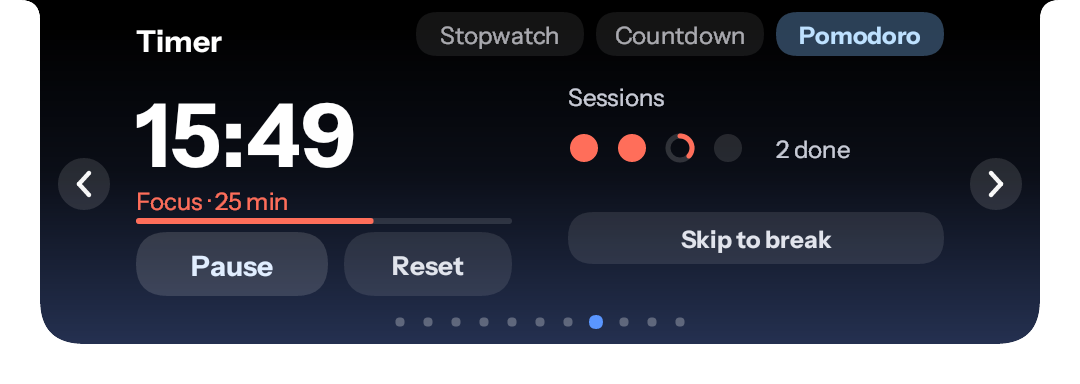 Timer
Stopwatch
Countdown
Pomodoro
15:49
Focus · 25 min
Pause
Reset
Sessions
2 done
Skip to break